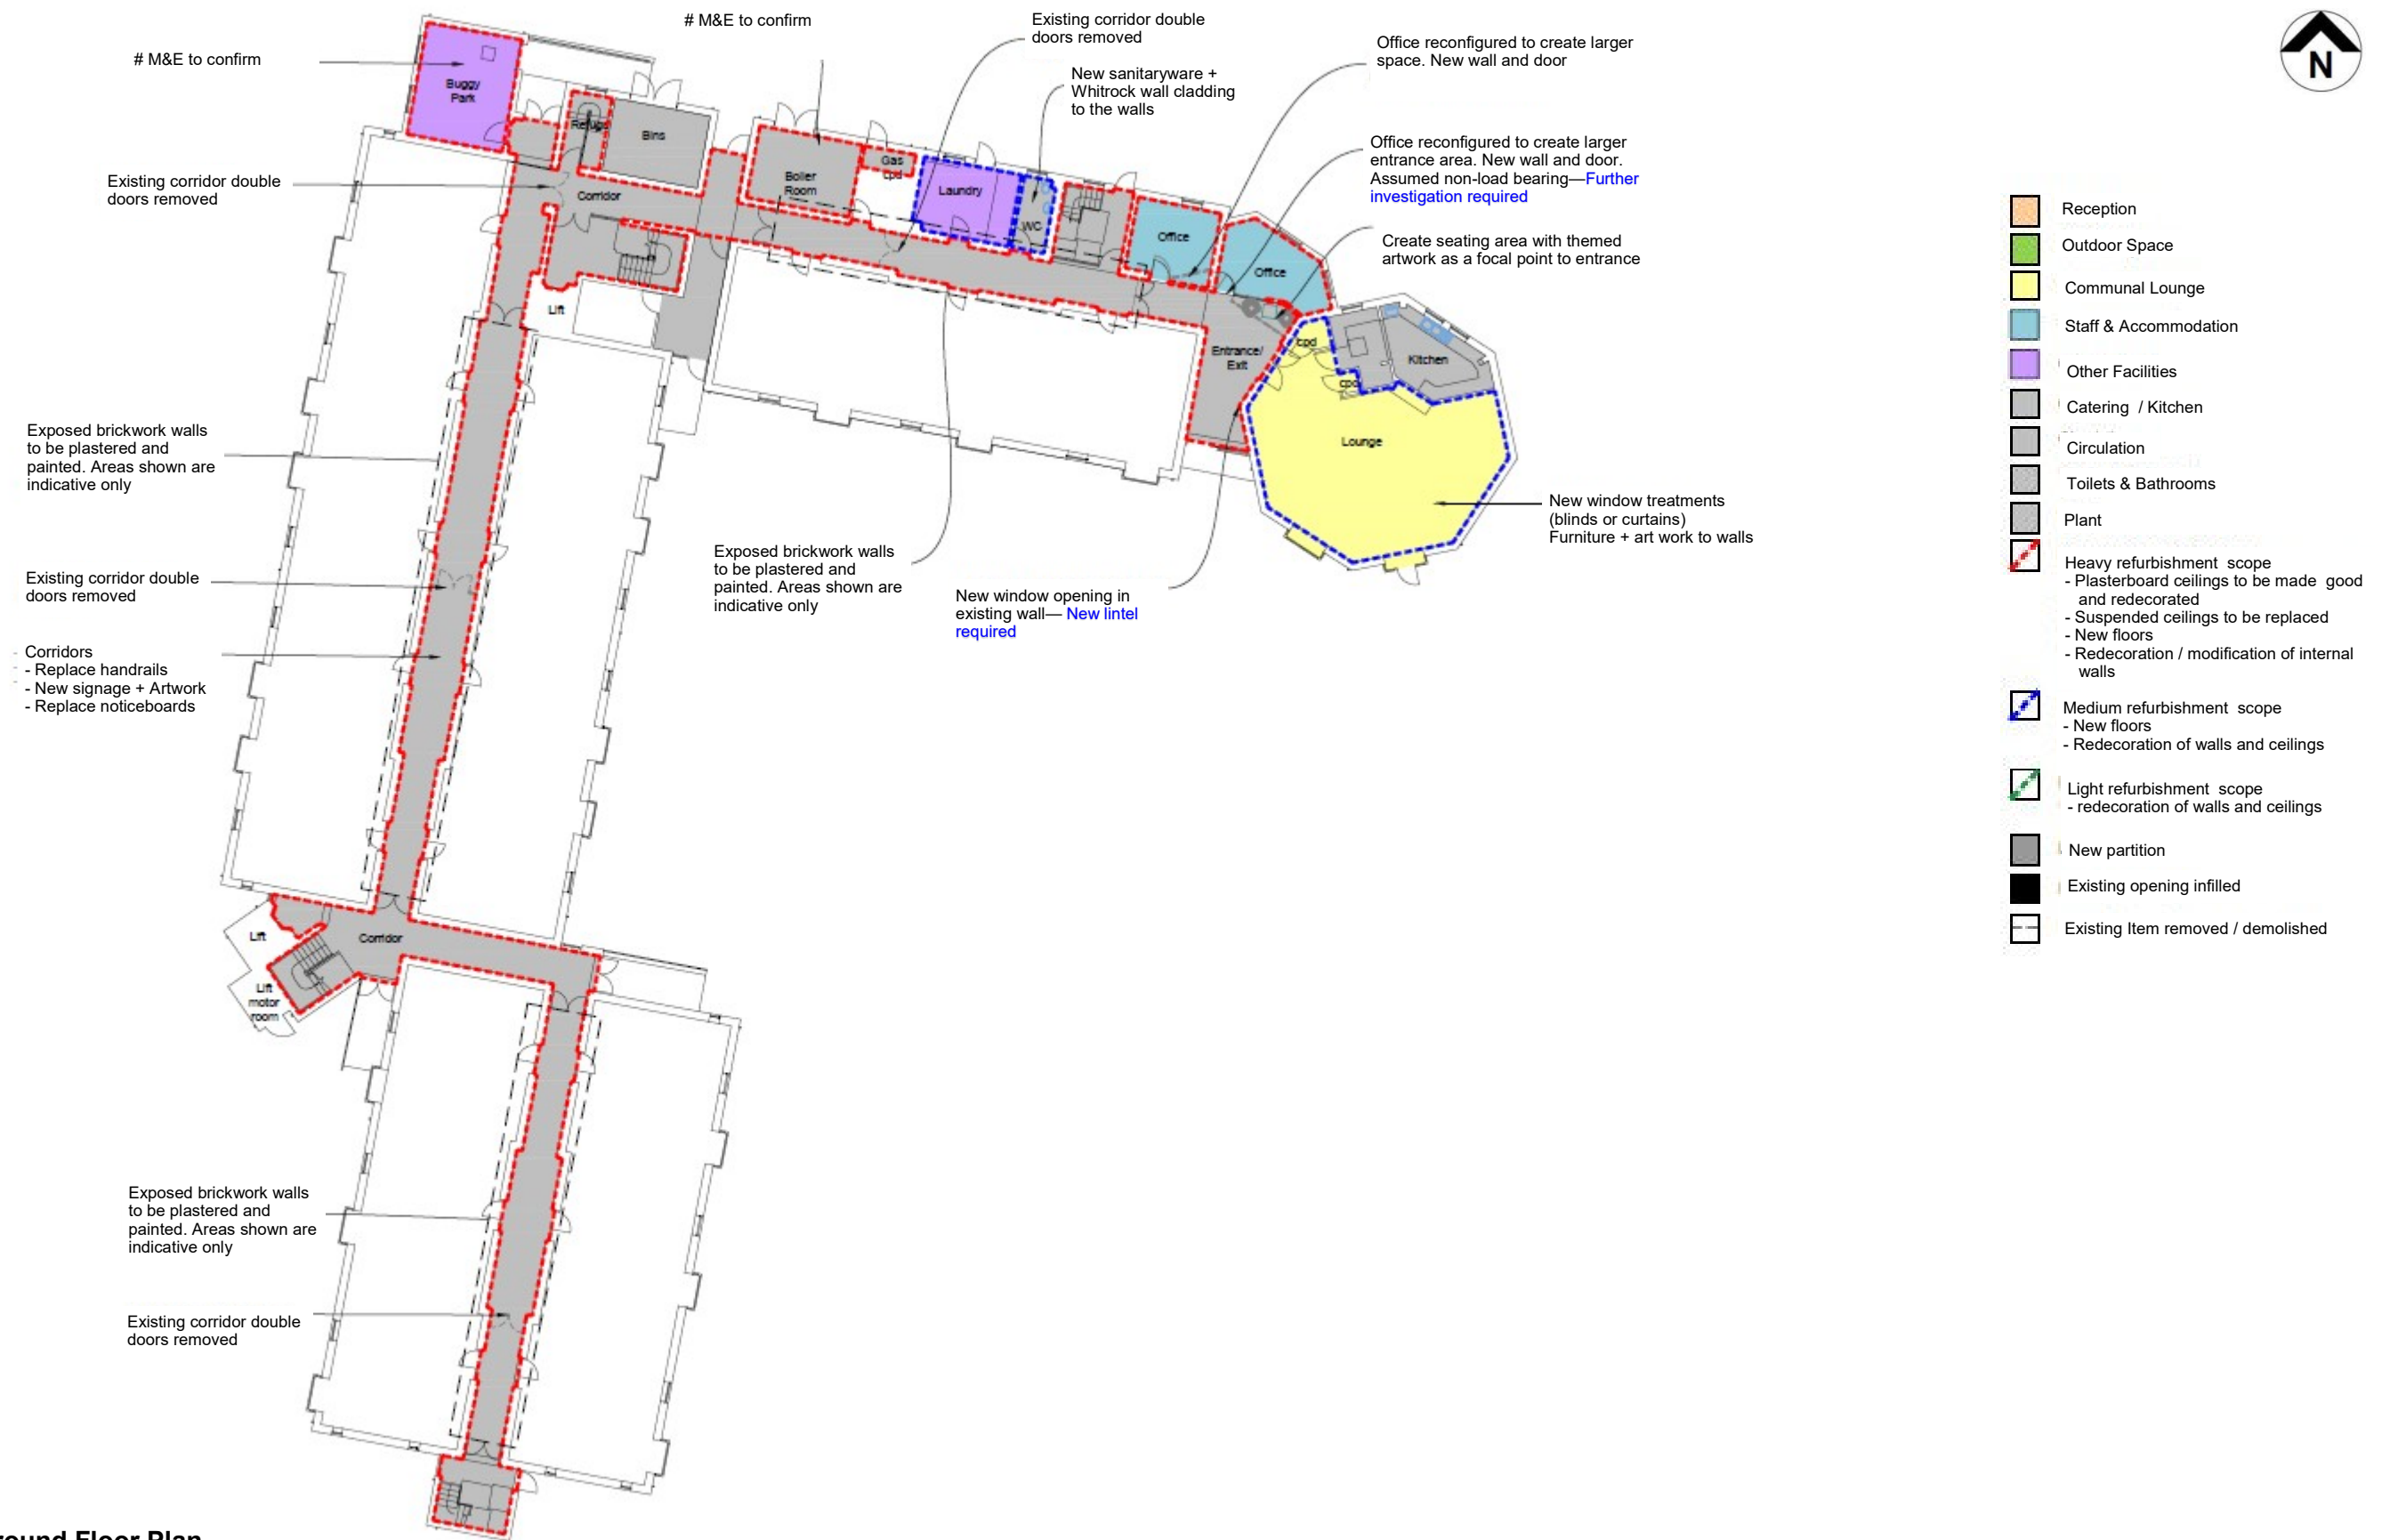 # M&E to confirm
# M&E to confirm
Existing corridor double
doors removed
New sanitaryware +
Whitrock wall cladding
to the walls
Office reconfigured to create larger
space. New wall and door
Office reconfigured to create larger
entrance area. New wall and door.
Assumed non-load bearing—Further
investigation required
Create seating area with themed
artwork as a focal point to entrance
N
Existing corridor double
doors removed
Buggy
Park
Refuge
Bins
Corridor
Lift
Boiler
Room
Gas
cpd
Laundry
WC
Office
Office
Entrance/
Exit
cpd
cpd
Kitchen
Lounge
Exposed brickwork walls
to be plastered and
painted. Areas shown are
indicative only
Existing corridor double
doors removed
Corridors
- Replace handrails
- New signage + Artwork
- Replace noticeboards
Exposed brickwork walls
to be plastered and
painted. Areas shown are
indicative only
New window opening in
existing wall— New lintel
required
New window treatments
(blinds or curtains)
Furniture + art work to walls
Lift
Corridor
Lift
motor
room
Exposed brickwork walls
to be plastered and
painted. Areas shown are
indicative only
Existing corridor double
doors removed
Reception
Outdoor Space
Communal Lounge
Staff & Accommodation
Other Facilities
Catering / Kitchen
Circulation
Toilets & Bathrooms
Plant
Heavy refurbishment scope
- Plasterboard ceilings to be made good
and redecorated
- Suspended ceilings to be replaced
- New floors
- Redecoration / modification of internal
walls
Medium refurbishment scope
- New floors
- Redecoration of walls and ceilings
Light refurbishment scope
- redecoration of walls and ceilings
New partition
Existing opening infilled
Existing Item removed / demolished
round Floor Plan